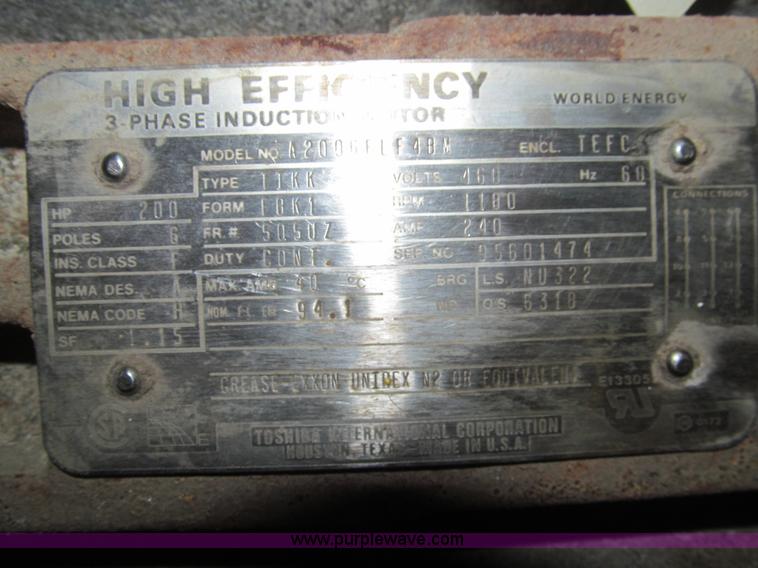 HIGH EFFICIENCY
WORLD ENERGY
3-PHASE INDUCTION MOTOR
MODEL NO. ENCL. TEFC
TYPE VOLTS 460 Hz 60
HP 200 FORM RPM 1180 CONNECTIONS
POLES 6 FR.# 5050Z AMP 240
INS. CLASS F DUTY CONT. SER. NO. 95601474
NEMA DES. A MAX. AMB. 40 °C BRG L.S. NU322
NEMA CODE H NOM. F.L. EFF. 94.1 O.S. 6318
SF 1.15
GREASE-EXXON UNIREX N2 OR EQUIVALENT
E13305
TOSHIBA INTERNATIONAL CORPORATION
HOUSTON, TEXAS MADE IN U.S.A.
www.purplewave.com